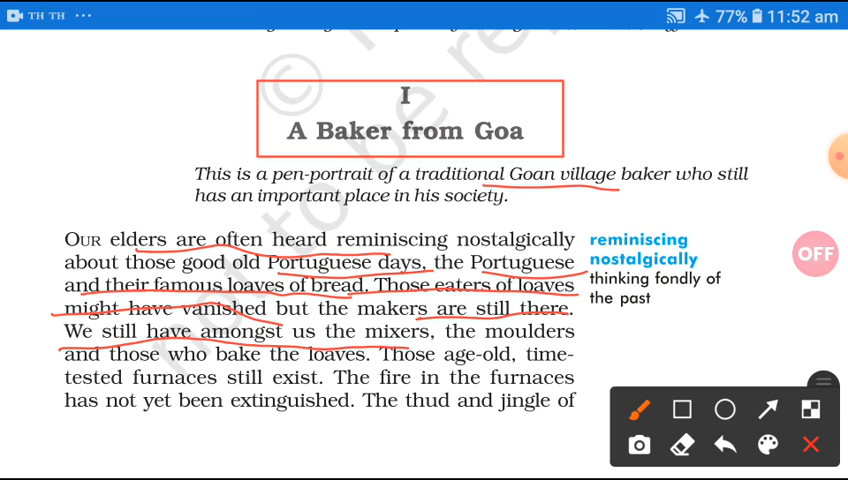 TH TH ... 77% 11:52 am
I
A Baker from Goa
This is a pen-portrait of a traditional Goan village baker who still
has an important place in his society.
OUR elders are often heard reminiscing nostalgically
about those good old Portuguese days, the Portuguese
and their famous loaves of bread. Those eaters of loaves
might have vanished but the makers are still there.
We still have amongst us the mixers, the moulders
and those who bake the loaves. Those age-old, time-
tested furnaces still exist. The fire in the furnaces
has not yet been extinguished. The thud and jingle of
reminiscing
nostalgically
thinking fondly of
the past
OFF
© 
not to be re